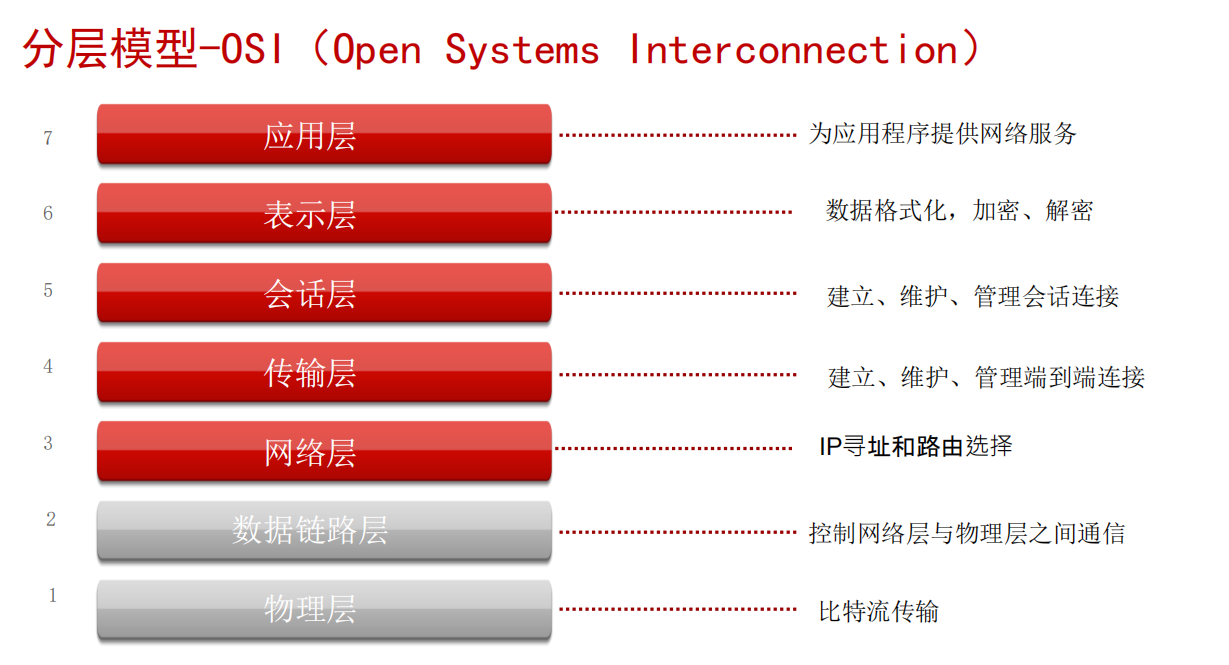 分层模型-OSI（Open Systems Interconnection）
7 应用层 为应用程序提供网络服务
6 表示层 数据格式化，加密、解密
5 会话层 建立、维护、管理会话连接
4 传输层 建立、维护、管理端到端连接
3 网络层 IP寻址和路由选择
2 数据链路层 控制网络层与物理层之间通信
1 物理层 比特流传输